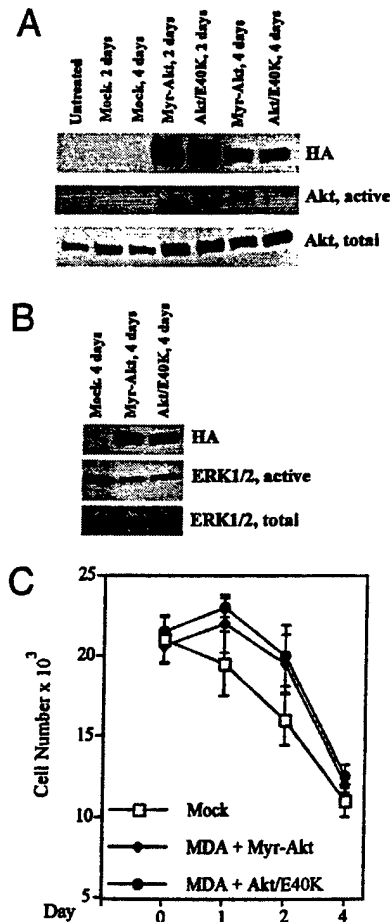 A
Untreated
Mock, 2 days
Mock, 4 days
Myr-Akt, 2 days
Akt/E40K, 2 days
Myr-Akt, 4 days
Akt/E40K, 4 days
HA
Akt, active
Akt, total
B
Mock, 4 days
Myr-Akt, 4 days
Akt/E40K, 4 days
HA
ERK1/2, active
ERK1/2, total
C
25
20
15
10
5
Cell Number x 10³
Mock
MDA + Myr-Akt
MDA + Akt/E40K
Day 0 1 2 4